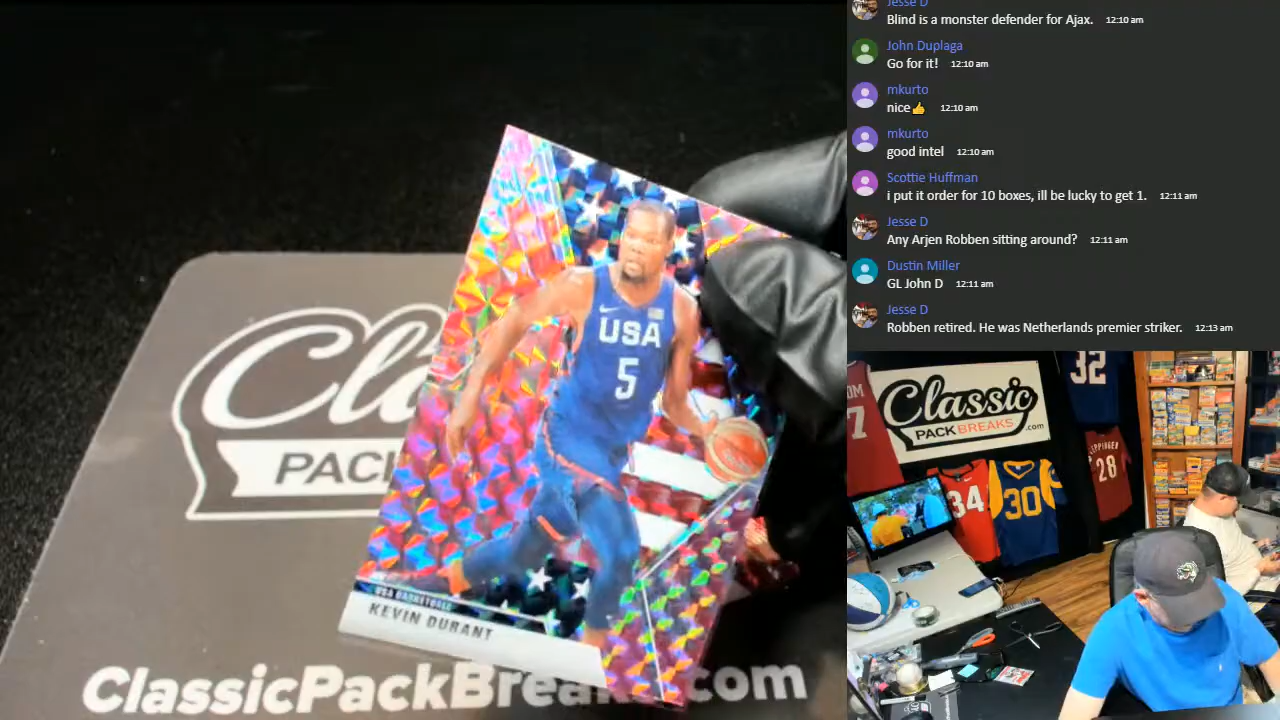 USA
5
USA BASKETBALL
KEVIN DURANT
Classic
PACK
ClassicPackBreaks.com
Jesse D
Blind is a monster defender for Ajax. 12:10 am
John Duplaga
Go for it! 12:10 am
mkurto
nice👍 12:10 am
mkurto
good intel 12:10 am
Scottie Huffman
i put it order for 10 boxes, ill be lucky to get 1. 12:11 am
Jesse D
Any Arjen Robben sitting around? 12:11 am
Dustin Miller
GL John D 12:11 am
Jesse D
Robben retired. He was Netherlands premier striker. 12:13 am
Classic
PACK BREAKS.com
32
7
34
30
28